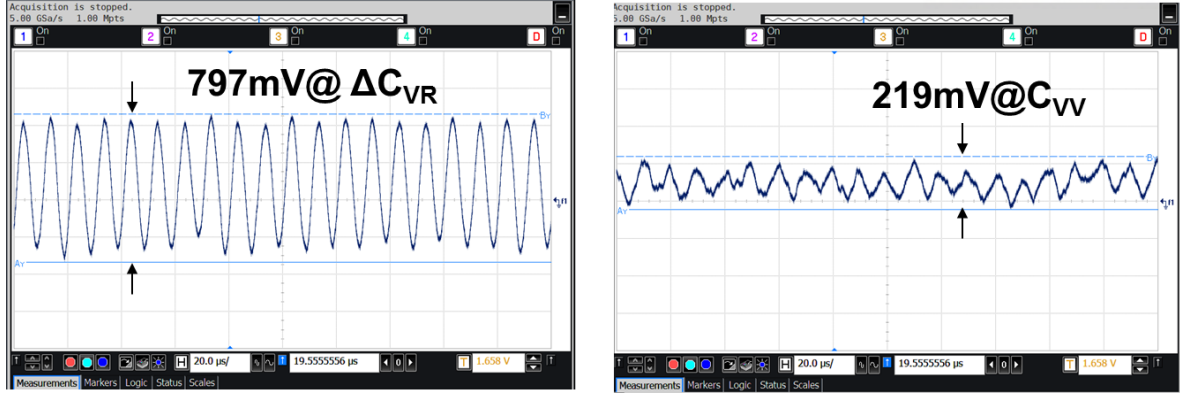 Acquisition is stopped.
5.00 GSa/s 1.00 Mpts
1 On 2 On 3 On 4 On D On
797mV@ ΔCVR
BY
AY
H 20.0 µs/ 19.5555556 µs 0 T 1.658 V
Measurements Markers Logic Status Scales
Acquisition is stopped.
5.00 GSa/s 1.00 Mpts
1 On 2 On 3 On 4 On D On
219mV@CVV
B
AY
H 20.0 µs/ 19.5555556 µs 0 T 1.658 V
Measurements Markers Logic Status Scales